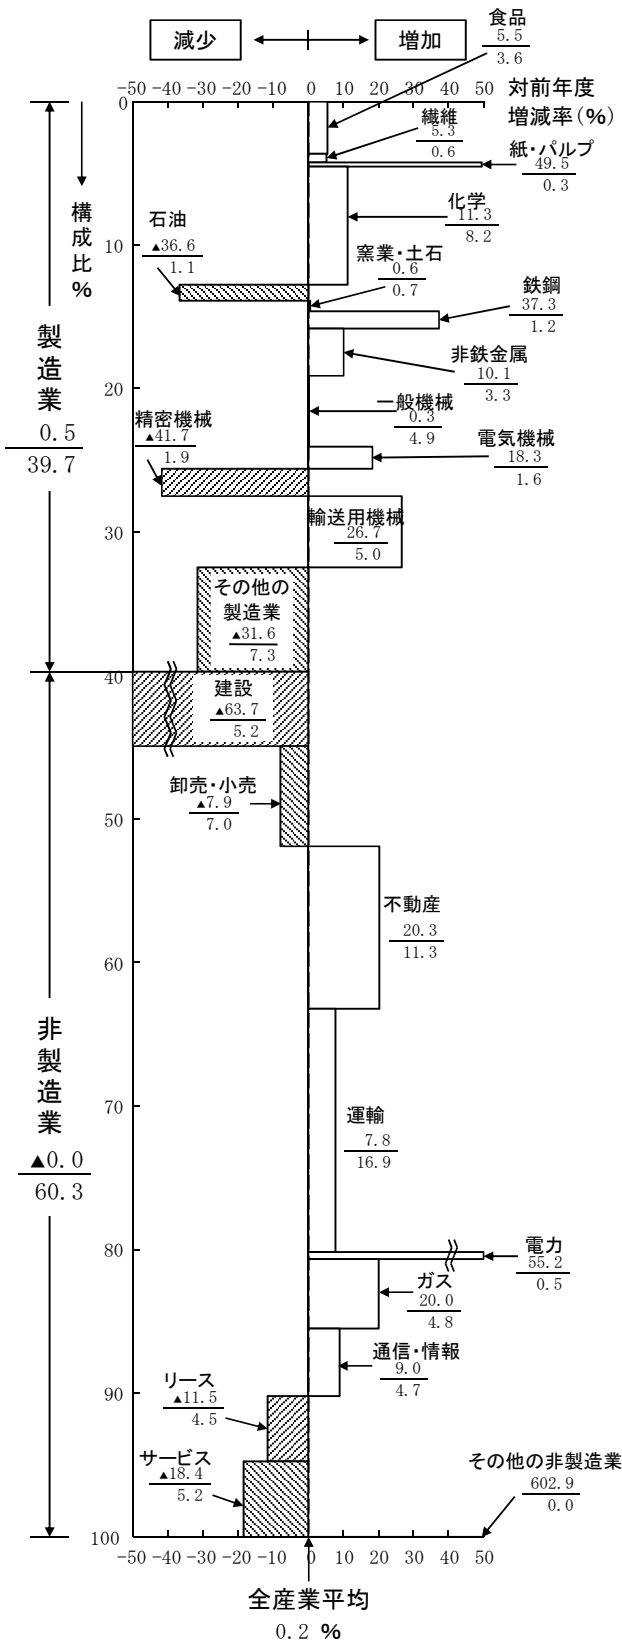 減少
増加
食品
5.5
3.6
-50 -40 -30 -20 -10 0 10 20 30 40 50
対前年度
増減率(%)
0
繊維
5.3
0.6
紙・パルプ
49.5
0.3
構成比%
化学
11.3
8.2
石油
▲36.6
1.1
10
窯業・土石
0.6
0.7
鉄鋼
37.3
1.2
製造業
0.5
39.7
非鉄金属
10.1
3.3
20
一般機械
0.3
4.9
精密機械
▲41.7
1.9
電気機械
18.3
1.6
輸送用機械
26.7
5.0
30
その他の
製造業
▲31.6
7.3
40
建設
▲63.7
5.2
卸売・小売
▲7.9
7.0
50
不動産
20.3
11.3
60
非製造業
▲0.0
60.3
70
運輸
7.8
16.9
80
電力
55.2
0.5
ガス
20.0
4.8
通信・情報
9.0
4.7
90
リース
▲11.5
4.5
サービス
▲18.4
5.2
その他の非製造業
602.9
0.0
100
-50 -40 -30 -20 -10 0 10 20 30 40 50
全産業平均
0.2 %